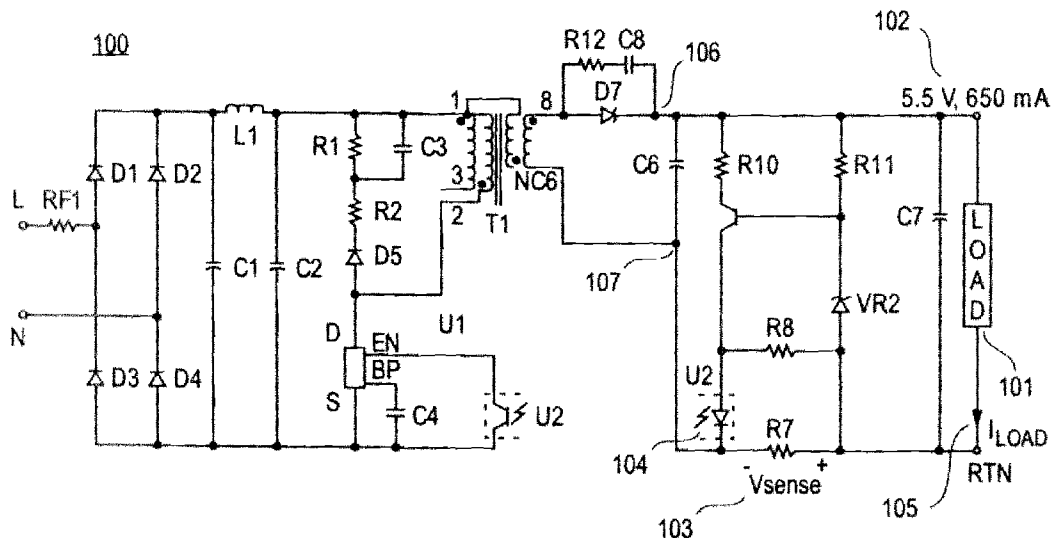 100
102
R12 C8
106
D7
5.5 V, 650 mA
1
8
L1
R1
C3
C6
R10
R11
D1
D2
3
NC6
L
RF1
R2
2
T1
C7
LOAD
C1
C2
D5
107
VR2
N
U1
D
EN
R8
BP
U2
101
D3
D4
S
C4
U2
R7
I LOAD
104
- Vsense +
105
RTN
103